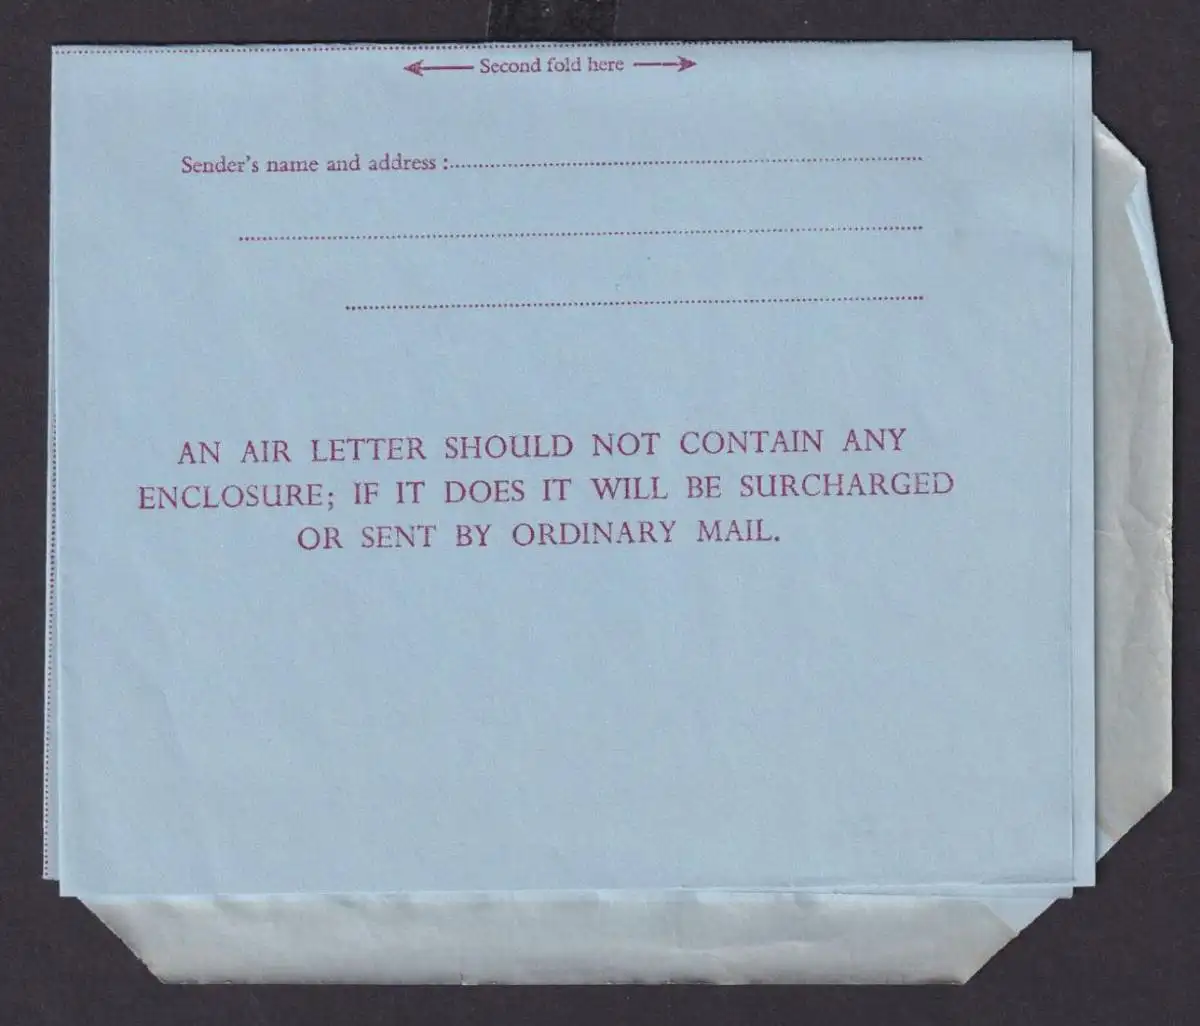 Second fold here
Sender's name and address :
AN AIR LETTER SHOULD NOT CONTAIN ANY
ENCLOSURE; IF IT DOES IT WILL BE SURCHARGED
OR SENT BY ORDINARY MAIL.